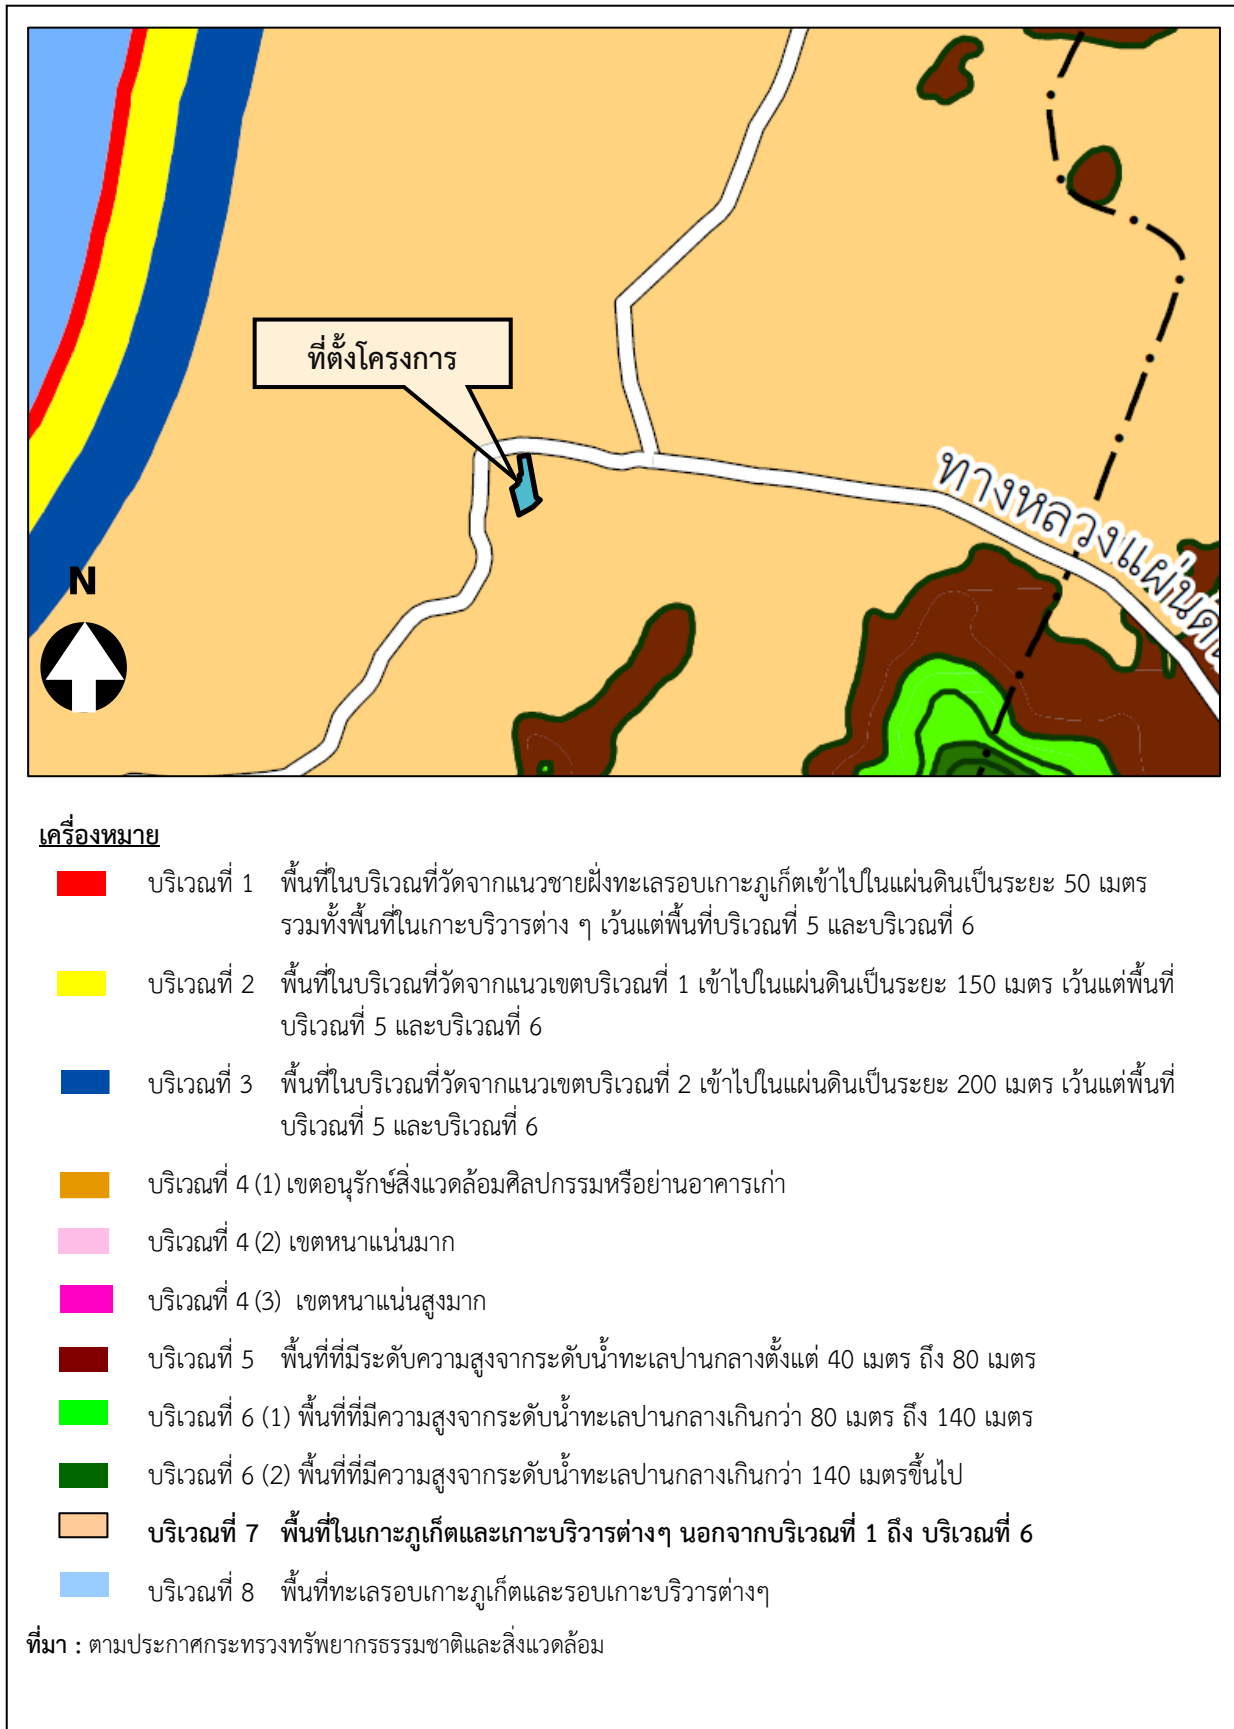 ที่ตั้งโครงการ
ทางหลวงแผ่นดิน
N
เครื่องหมาย
บริเวณที่ 1 พื้นที่ในบริเวณที่วัดจากแนวชายฝั่งทะเลรอบเกาะภูเก็ตเข้าไปในแผ่นดินเป็นระยะ 50 เมตร
รวมทั้งพื้นที่ในเกาะบริวารต่าง ๆ เว้นแต่พื้นที่บริเวณที่ 5 และบริเวณที่ 6
บริเวณที่ 2 พื้นที่ในบริเวณที่วัดจากแนวเขตบริเวณที่ 1 เข้าไปในแผ่นดินเป็นระยะ 150 เมตร เว้นแต่พื้นที่
บริเวณที่ 5 และบริเวณที่ 6
บริเวณที่ 3 พื้นที่ในบริเวณที่วัดจากแนวเขตบริเวณที่ 2 เข้าไปในแผ่นดินเป็นระยะ 200 เมตร เว้นแต่พื้นที่
บริเวณที่ 5 และบริเวณที่ 6
บริเวณที่ 4 (1) เขตอนุรักษ์สิ่งแวดล้อมศิลปกรรมหรือย่านอาคารเก่า
บริเวณที่ 4 (2) เขตหนาแน่นมาก
บริเวณที่ 4 (3) เขตหนาแน่นสูงมาก
บริเวณที่ 5 พื้นที่ที่มีระดับความสูงจากระดับน้ำทะเลปานกลางตั้งแต่ 40 เมตร ถึง 80 เมตร
บริเวณที่ 6 (1) พื้นที่ที่มีความสูงจากระดับน้ำทะเลปานกลางเกินกว่า 80 เมตร ถึง 140 เมตร
บริเวณที่ 6 (2) พื้นที่ที่มีความสูงจากระดับน้ำทะเลปานกลางเกินกว่า 140 เมตรขึ้นไป
บริเวณที่ 7 พื้นที่ในเกาะภูเก็ตและเกาะบริวารต่างๆ นอกจากบริเวณที่ 1 ถึง บริเวณที่ 6
บริเวณที่ 8 พื้นที่ทะเลรอบเกาะภูเก็ตและรอบเกาะบริวารต่างๆ
ที่มา : ตามประกาศกระทรวงทรัพยากรธรรมชาติและสิ่งแวดล้อม